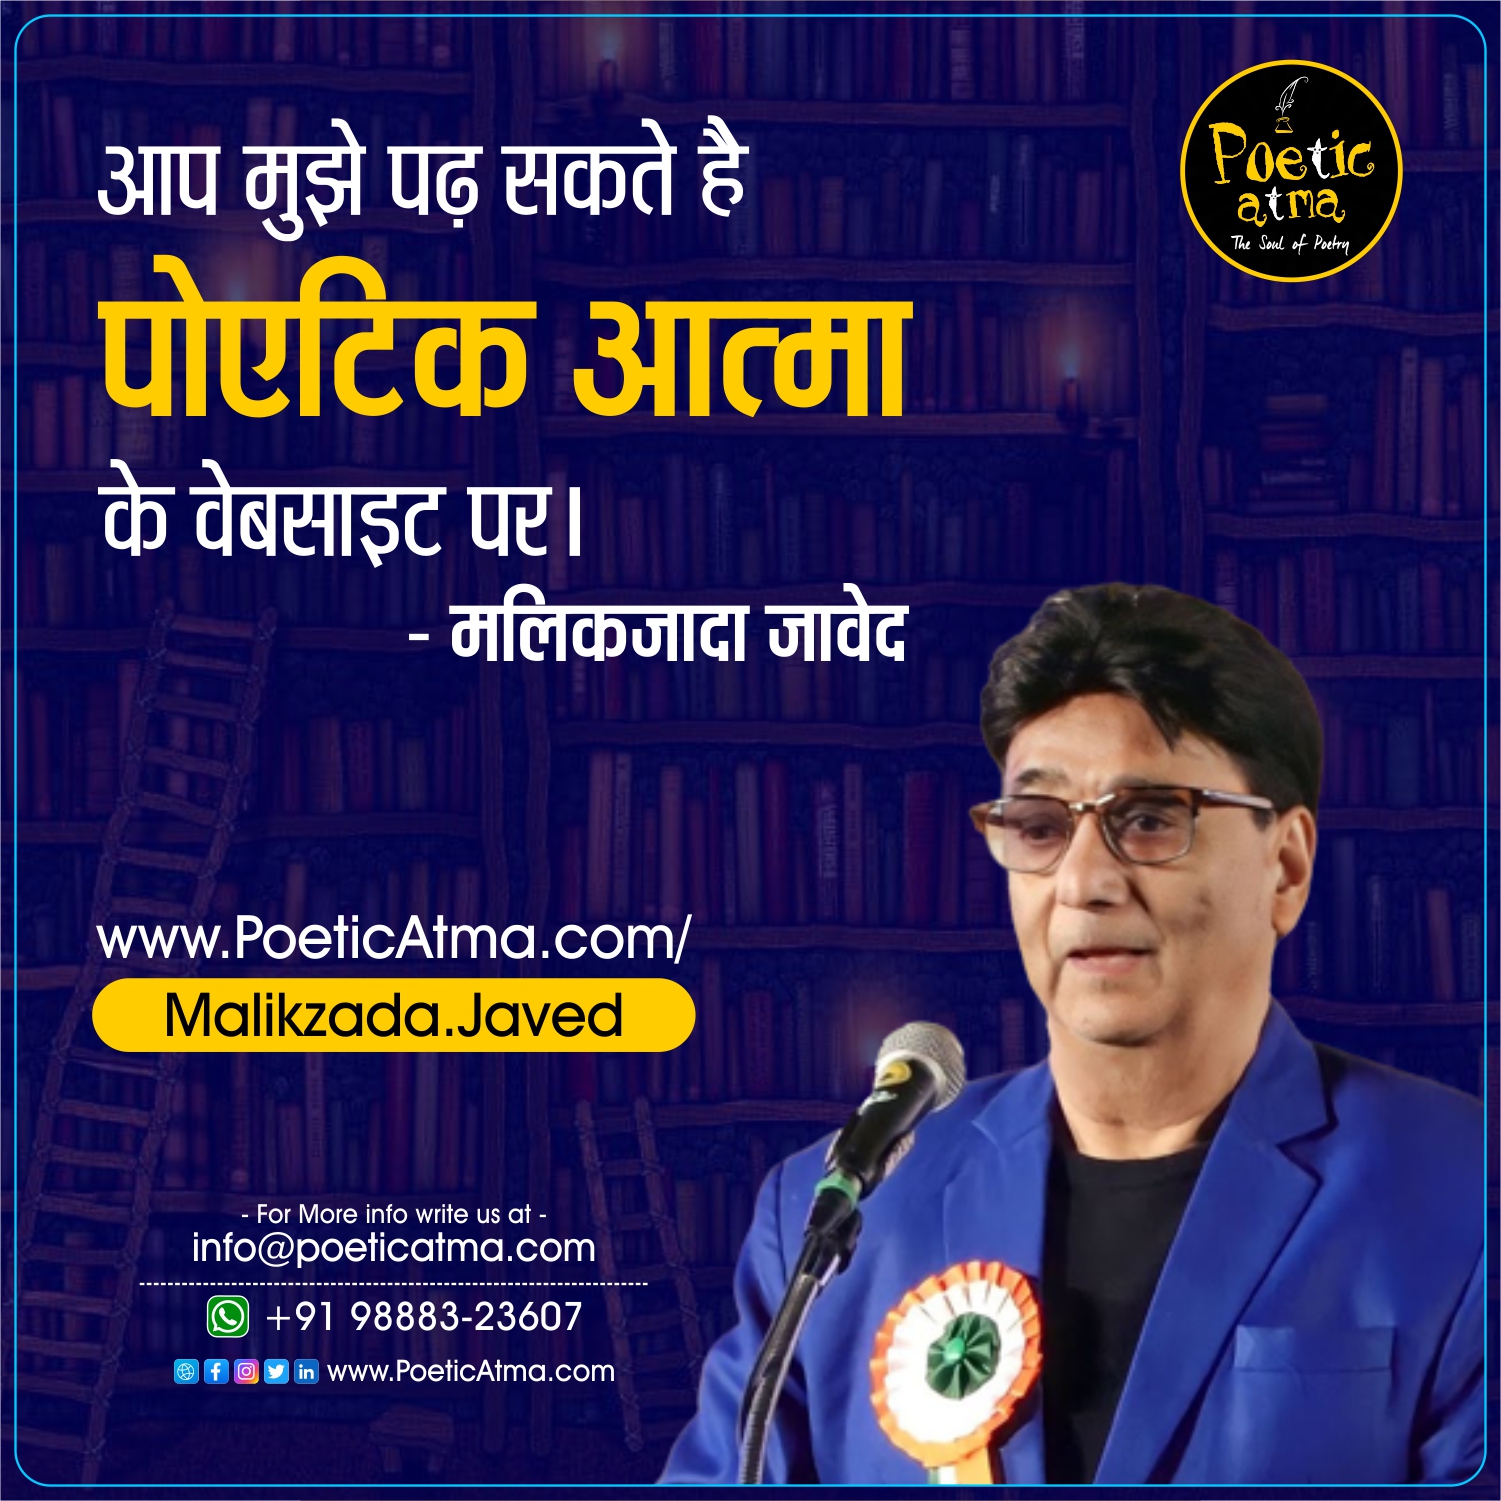 Poetic
atma
The Soul of Poetry
आप मुझे पढ़ सकते है
पोएटिक आत्मा
के वेबसाइट पर।
- मलिकजादा जावेद
www.PoeticAtma.com/
Malikzada.Javed
- For More info write us at -
info@poeticatma.com
+91 98883-23607
www.PoeticAtma.com